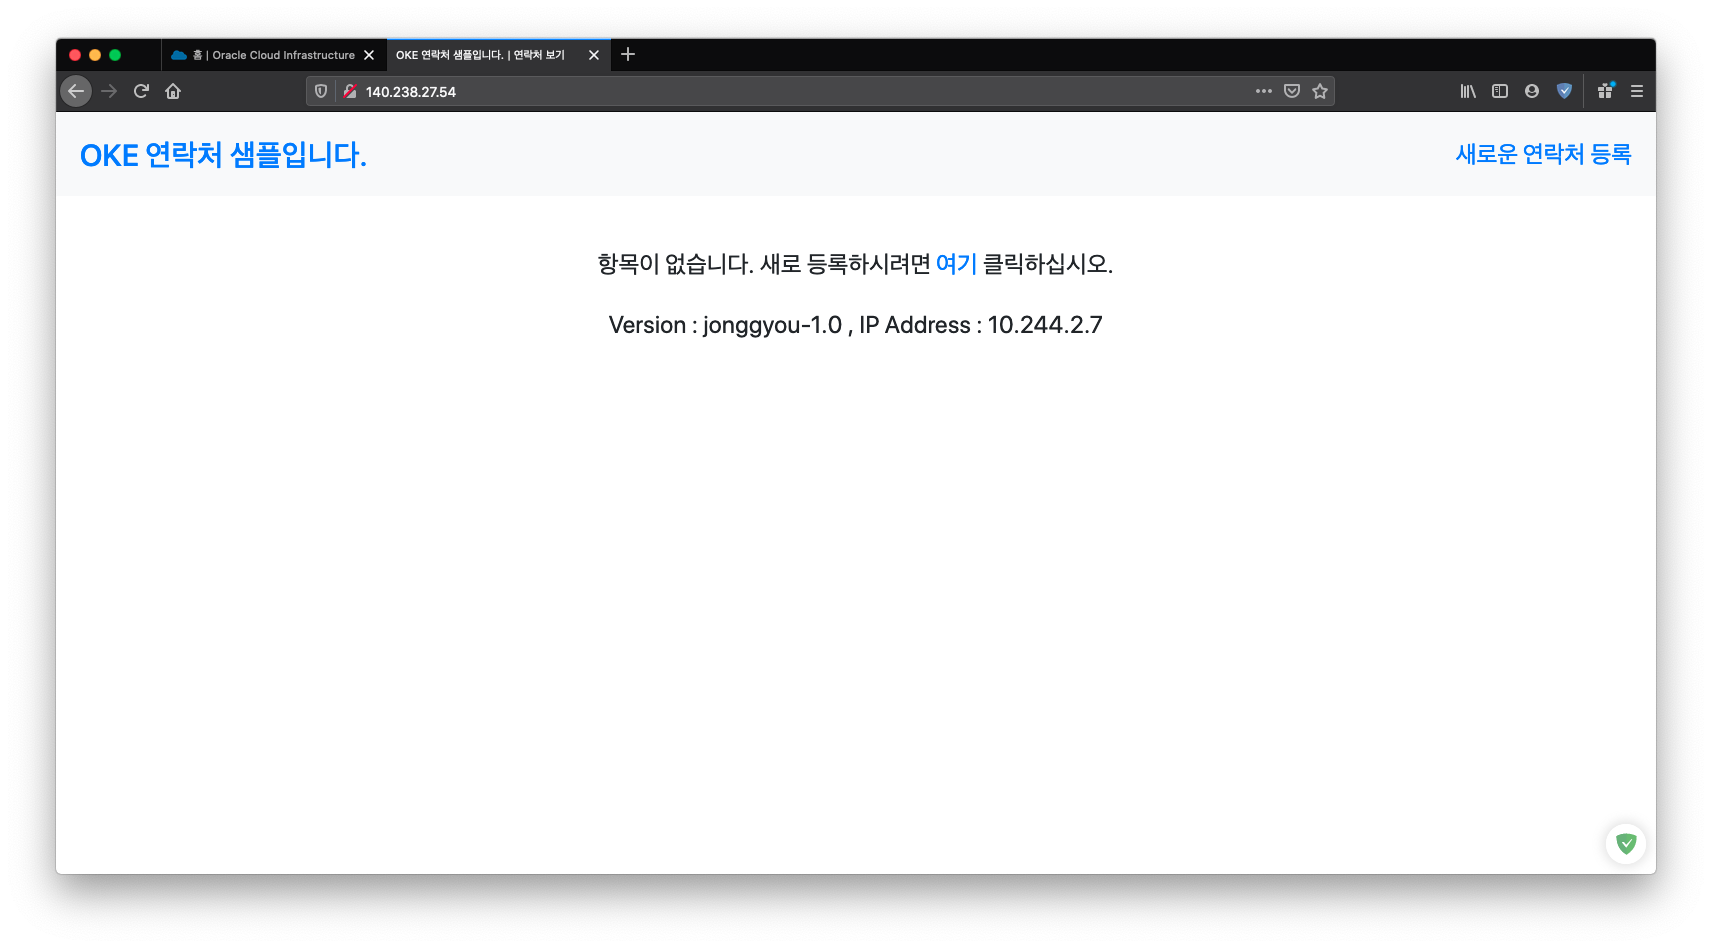 홈 | Oracle Cloud Infrastructure
OKE 연락처 샘플입니다. | 연락처 보기
140.238.27.54
OKE 연락처 샘플입니다.
새로운 연락처 등록
항목이 없습니다. 새로 등록하시려면 여기 클릭하십시오.
Version : jonggyou-1.0 , IP Address : 10.244.2.7